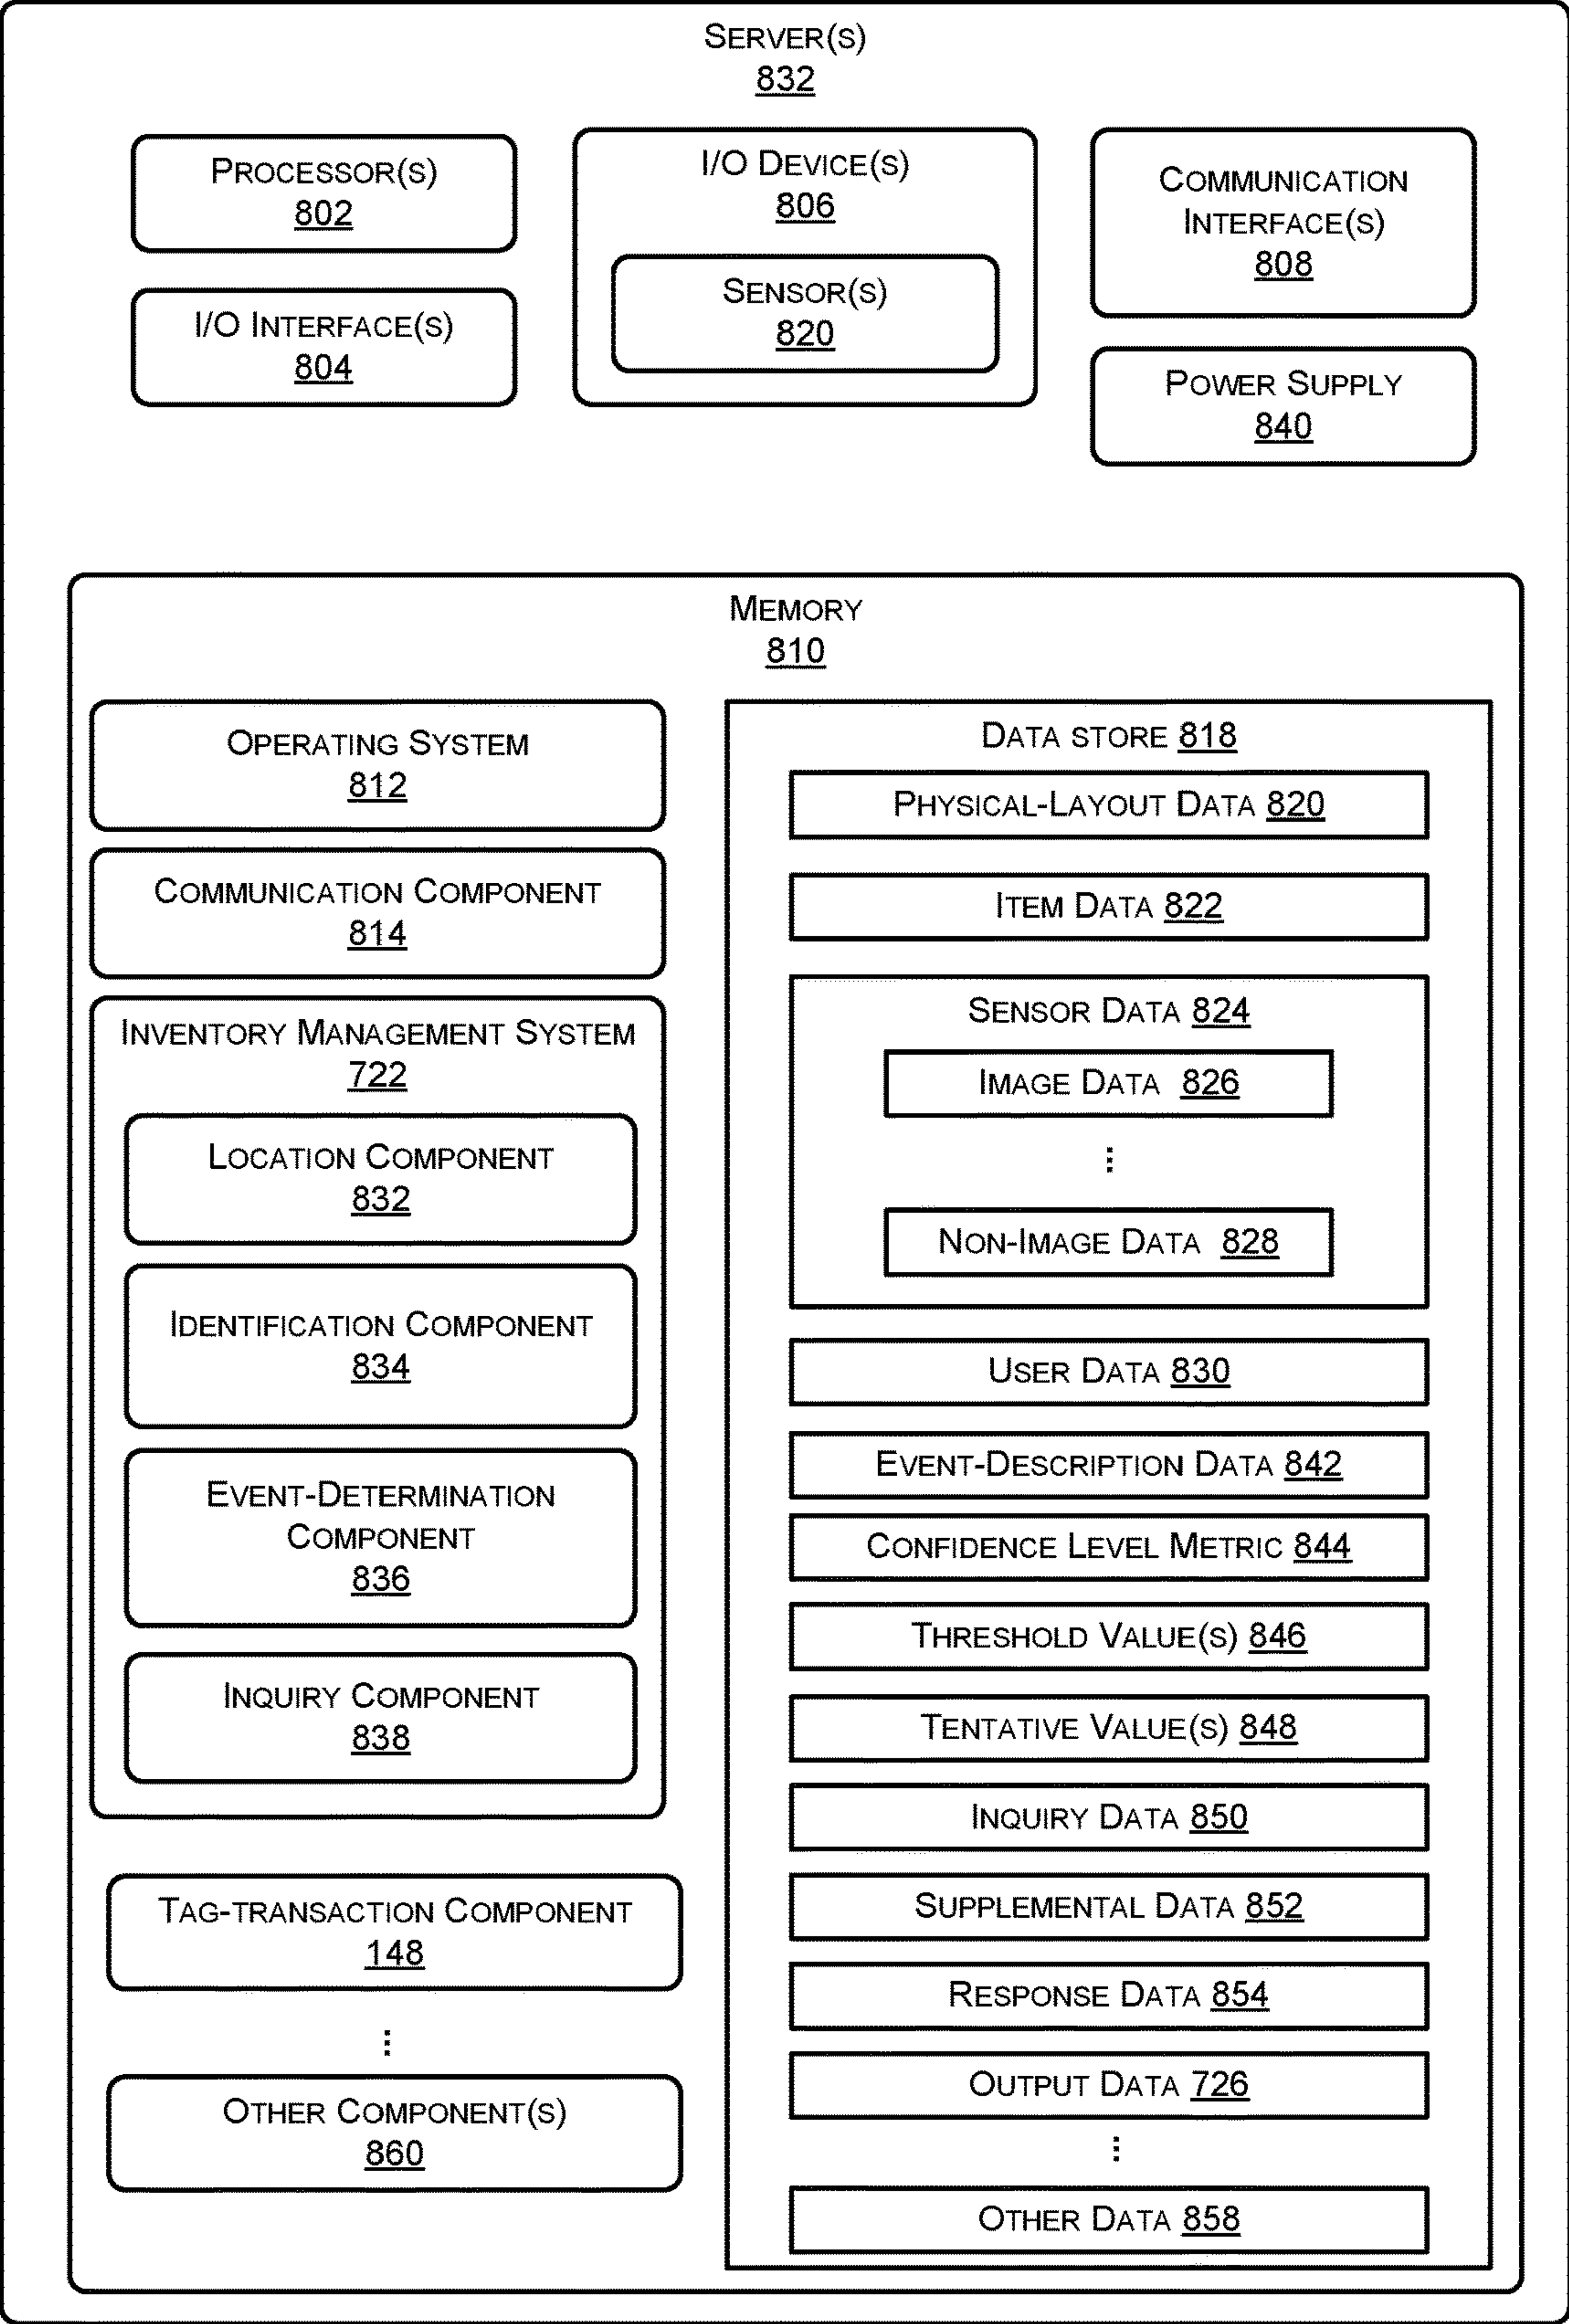 SERVER(S)
832
PROCESSOR(S)
802
I/O INTERFACE(S)
804
I/O DEVICE(S)
806
SENSOR(S)
820
COMMUNICATION
INTERFACE(S)
808
POWER SUPPLY
840
MEMORY
810
OPERATING SYSTEM
812
COMMUNICATION COMPONENT
814
INVENTORY MANAGEMENT SYSTEM
722
LOCATION COMPONENT
832
IDENTIFICATION COMPONENT
834
EVENT-DETERMINATION
COMPONENT
836
INQUIRY COMPONENT
838
TAG-TRANSACTION COMPONENT
148
⋮
OTHER COMPONENT(S)
860
DATA STORE 818
PHYSICAL-LAYOUT DATA 820
ITEM DATA 822
SENSOR DATA 824
IMAGE DATA 826
⋮
NON-IMAGE DATA 828
USER DATA 830
EVENT-DESCRIPTION DATA 842
CONFIDENCE LEVEL METRIC 844
THRESHOLD VALUE(S) 846
TENTATIVE VALUE(S) 848
INQUIRY DATA 850
SUPPLEMENTAL DATA 852
RESPONSE DATA 854
OUTPUT DATA 726
⋮
OTHER DATA 858